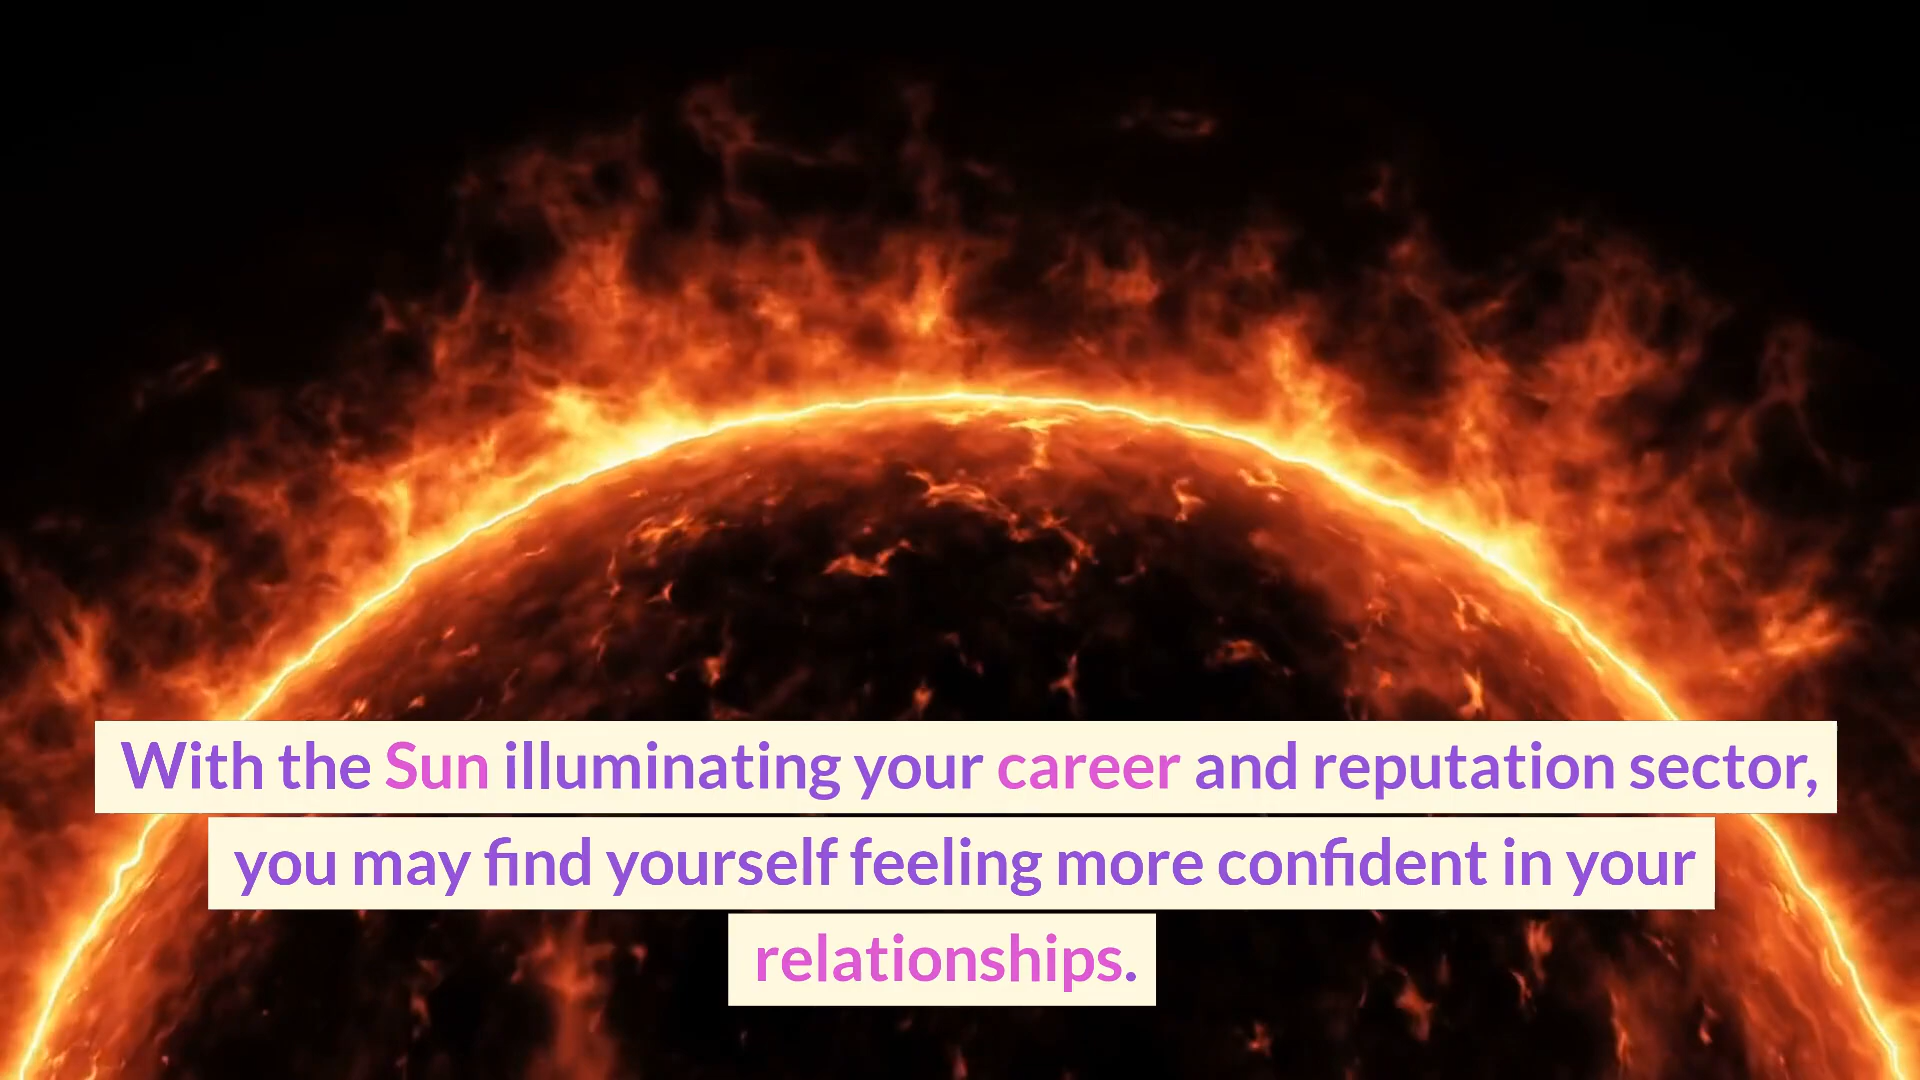 With the Sun illuminating your career and reputation sector,
you may find yourself feeling more confident in your
relationships.